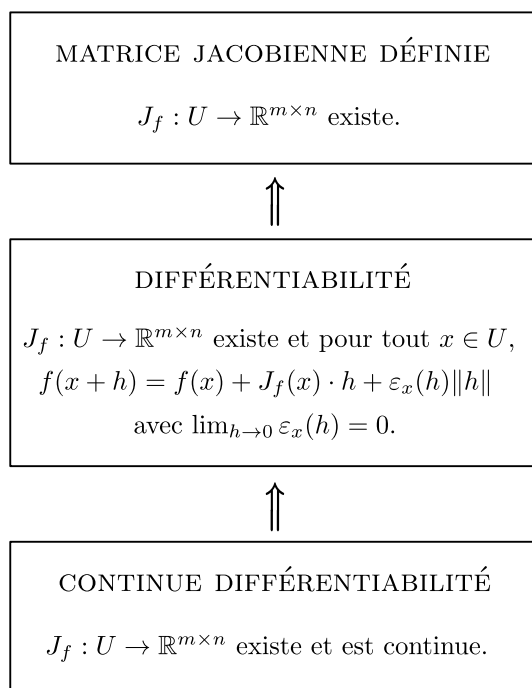 MATRICE JACOBIENNE DÉFINIE
J_f : U → ℝ^{m×n} existe.
⇑
DIFFÉRENTIABILITÉ
J_f : U → ℝ^{m×n} existe et pour tout x ∈ U,
f(x + h) = f(x) + J_f(x) · h + ε_x(h)‖h‖
avec lim_{h→0} ε_x(h) = 0.
⇑
CONTINUE DIFFÉRENTIABILITÉ
J_f : U → ℝ^{m×n} existe et est continue.